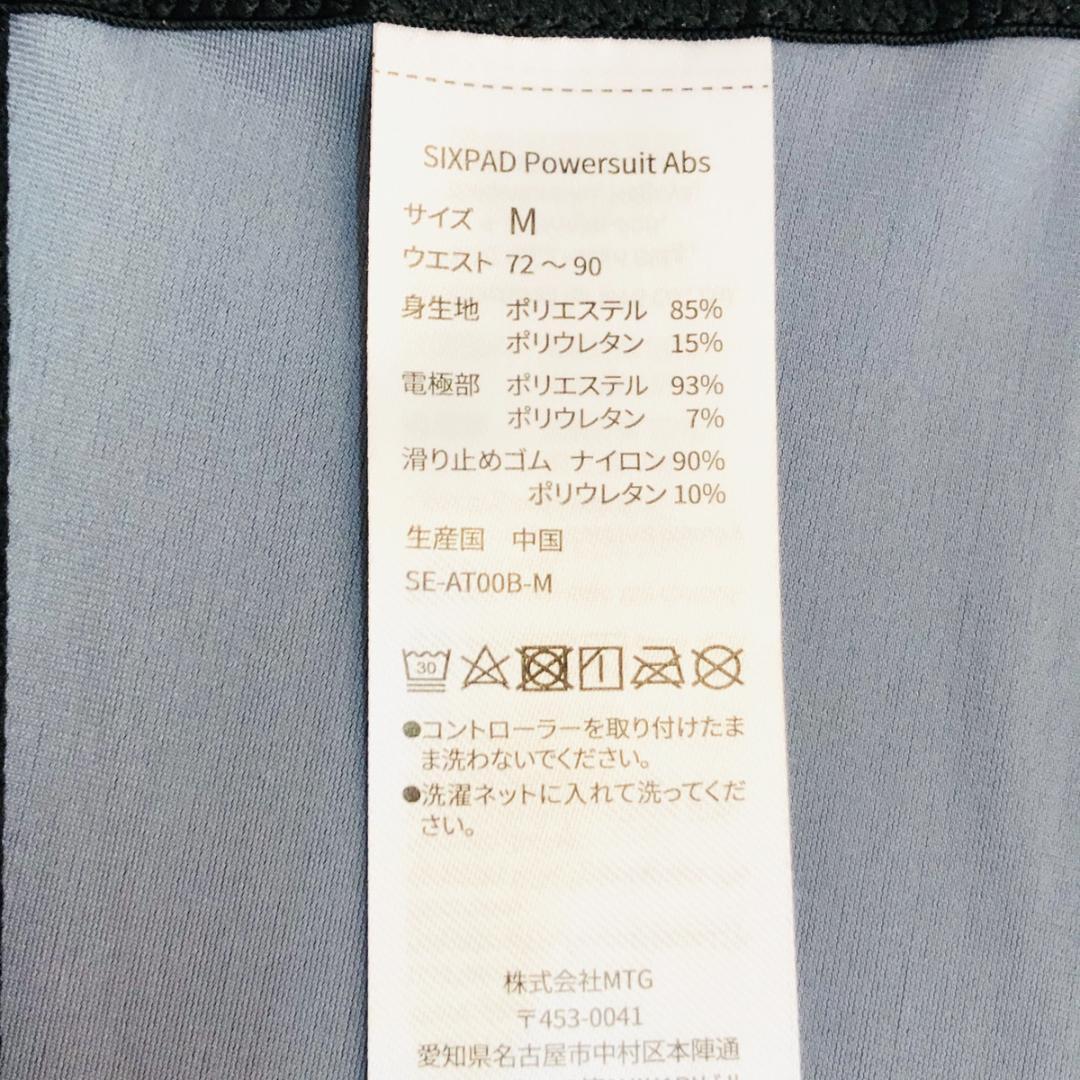 SIXPAD Powersuit Abs
サイズ M
ウエスト 72～90
身生地 ポリエステル 85%
ポリウレタン 15%
電極部 ポリエステル 93%
ポリウレタン 7%
滑り止めゴム ナイロン 90%
ポリウレタン 10%
生産国 中国
SE-AT00B-M
30
●コントローラーを取り付けたま
ま洗わないでください。
●洗濯ネットに入れて洗ってくだ
さい。
株式会社MTG
〒453-0041
愛知県名古屋市中村区本陣通